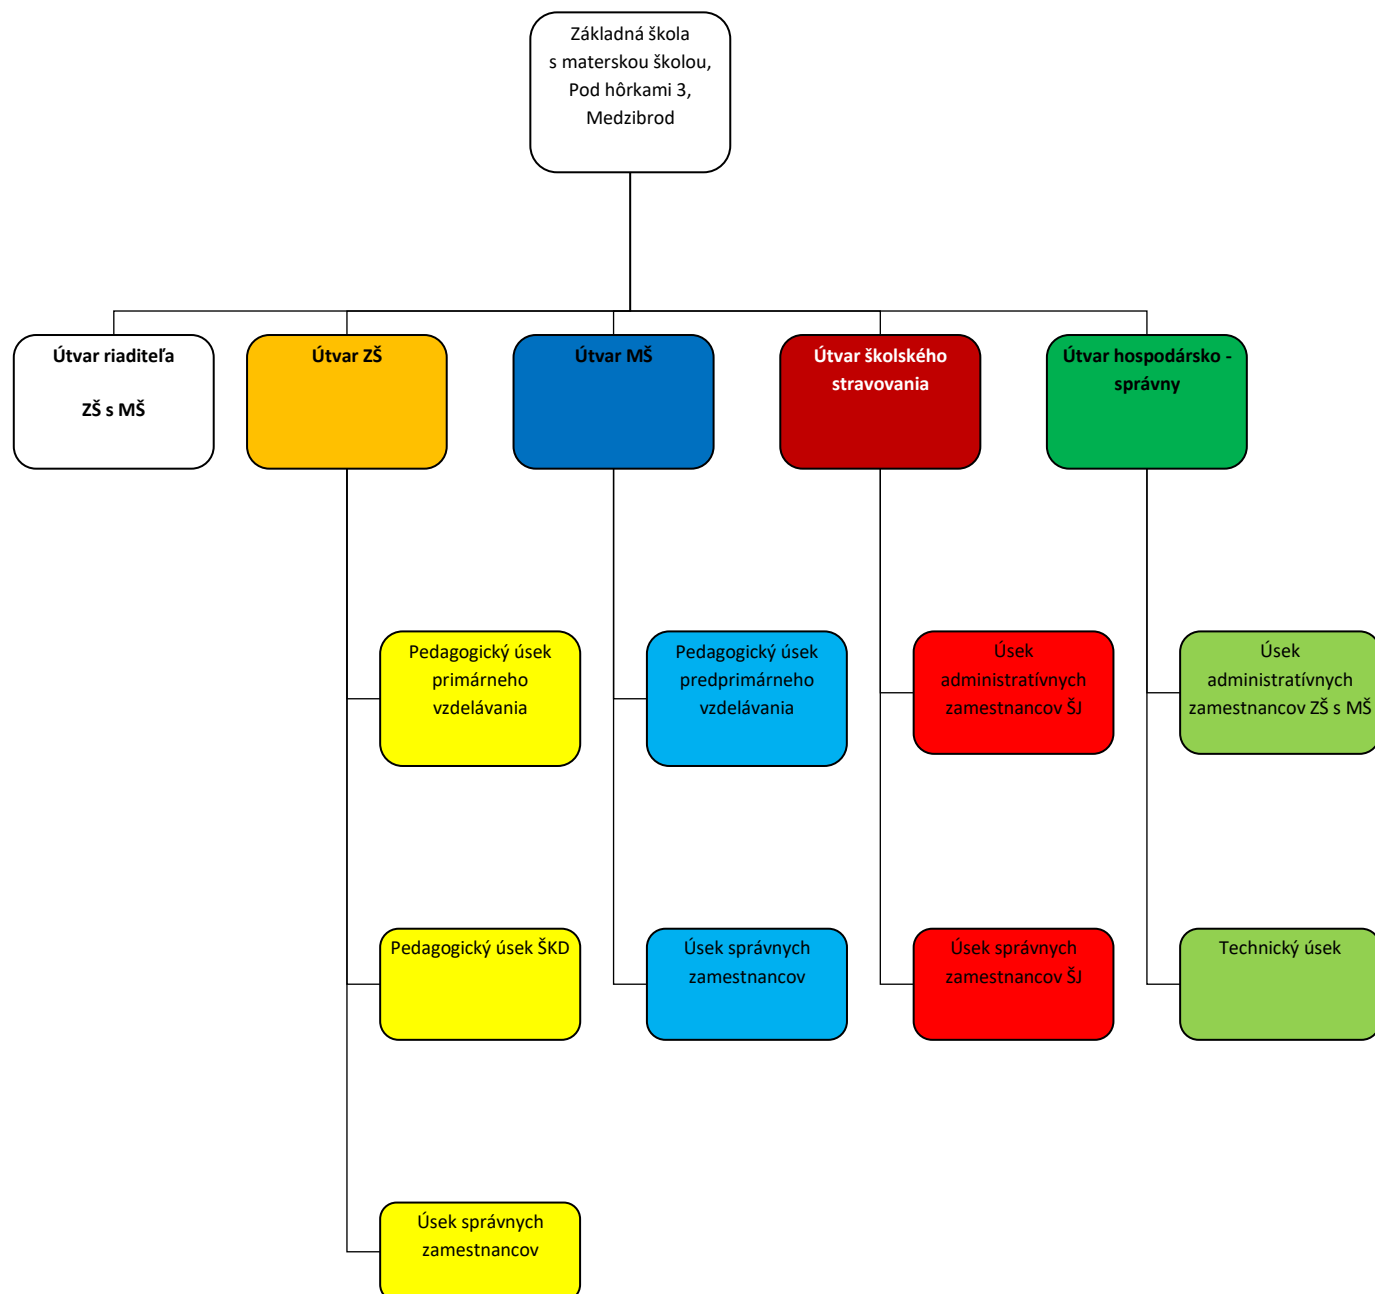 Základná škola
s materskou školou,
Pod hôrkami 3,
Medzibrod
Útvar riaditeľa
ZŠ s MŠ
Útvar ZŠ
Útvar MŠ
Útvar školského
stravovania
Útvar hospodársko -
správny
Pedagogický úsek
primárneho
vzdelávania
Pedagogický úsek
predprimárneho
vzdelávania
Úsek
administratívnych
zamestnancov ŠJ
Úsek
administratívnych
zamestnancov ZŠ s MŠ
Pedagogický úsek ŠKD
Úsek správnych
zamestnancov
Úsek správnych
zamestnancov ŠJ
Technický úsek
Úsek správnych
zamestnancov